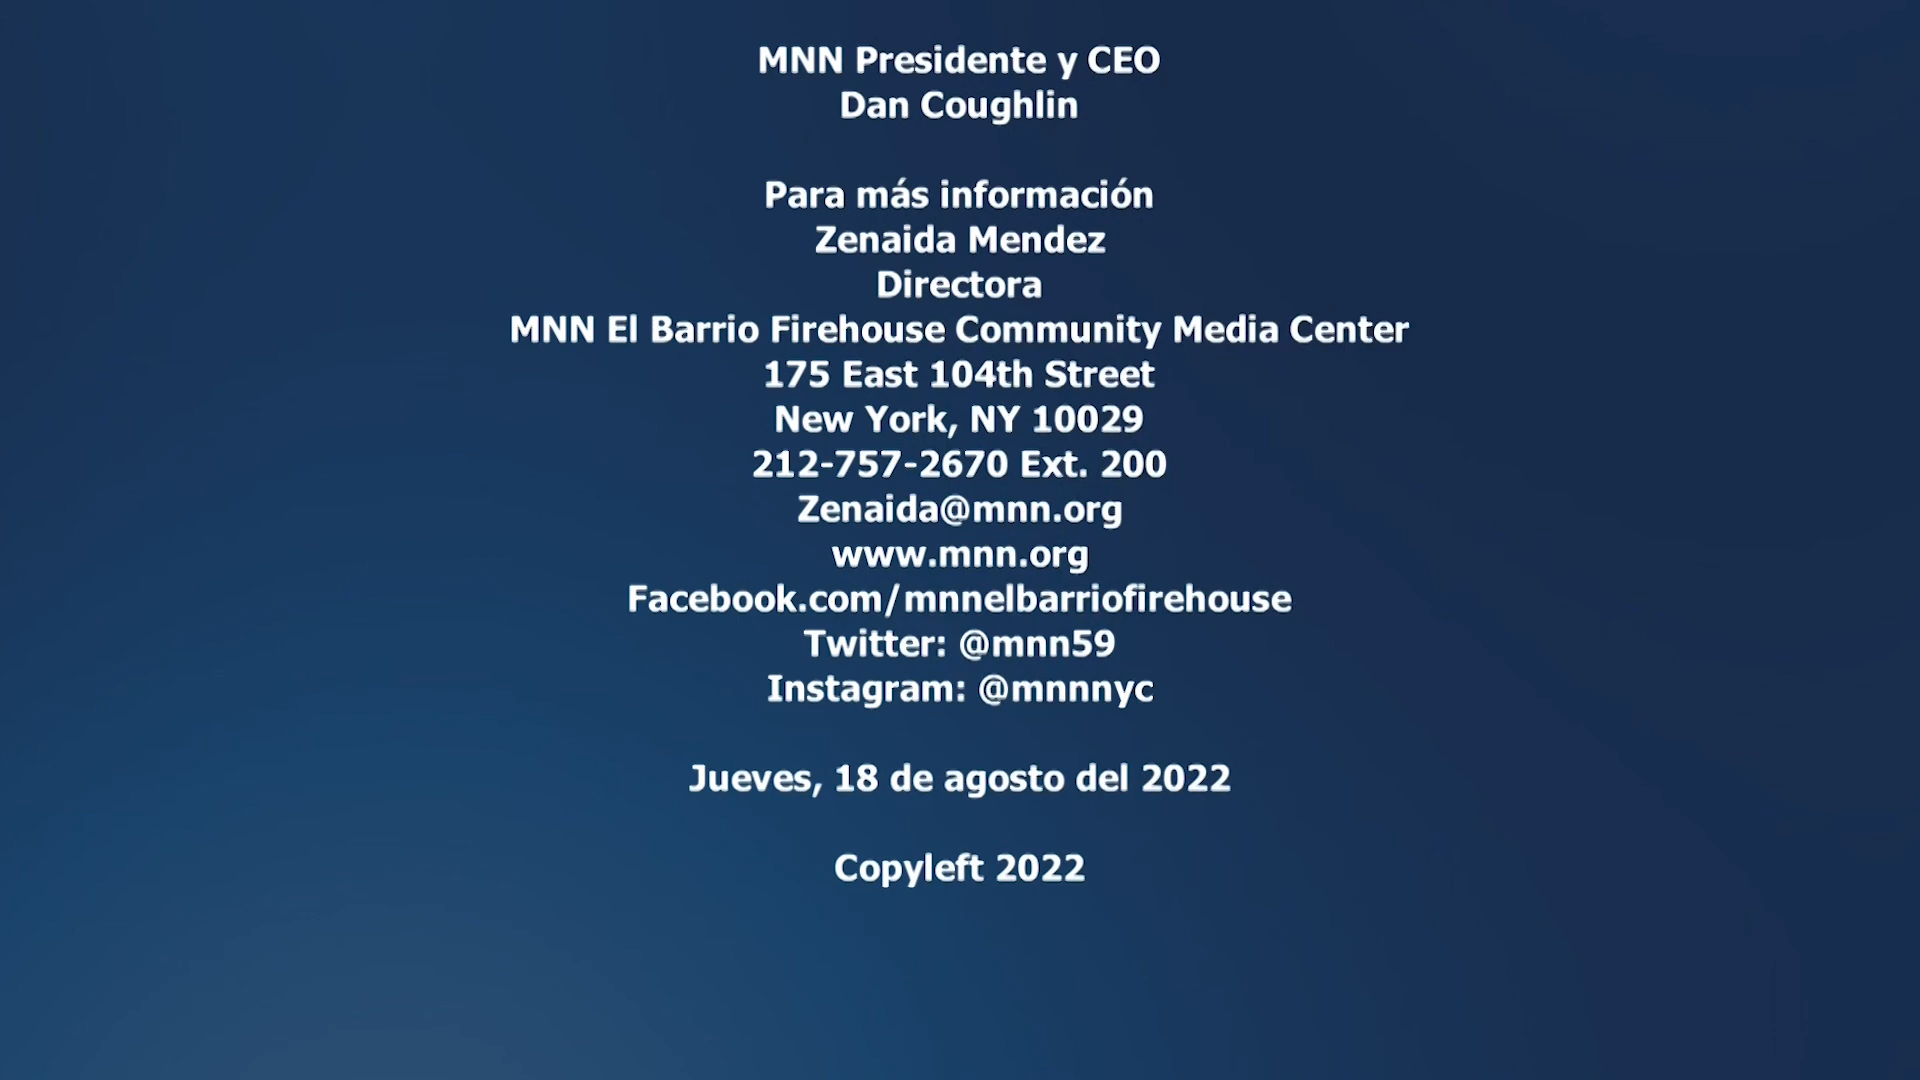 MNN Presidente y CEO
Dan Coughlin
Para más información
Zenaida Mendez
Directora
MNN El Barrio Firehouse Community Media Center
175 East 104th Street
New York, NY 10029
212-757-2670 Ext. 200
Zenaida@mnn.org
www.mnn.org
Facebook.com/mnnelbarriofirehouse
Twitter: @mnn59
Instagram: @mnnnyc
Jueves, 18 de agosto del 2022
Copyleft 2022